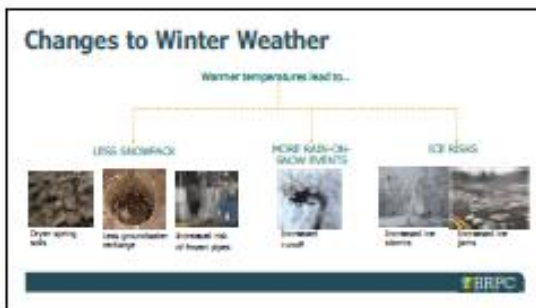 Changes to Winter Weather
Warmer temperatures lead to...
LESS SNOWPACK
MORE RAIN-ON-
SNOW EVENTS
ICE RISKS
Dryer spring
soils
Less groundwater
recharge
Increased risk
of frozen pipes
Increased
runoff
Increased ice
storms
Increased ice
jams
BRPC